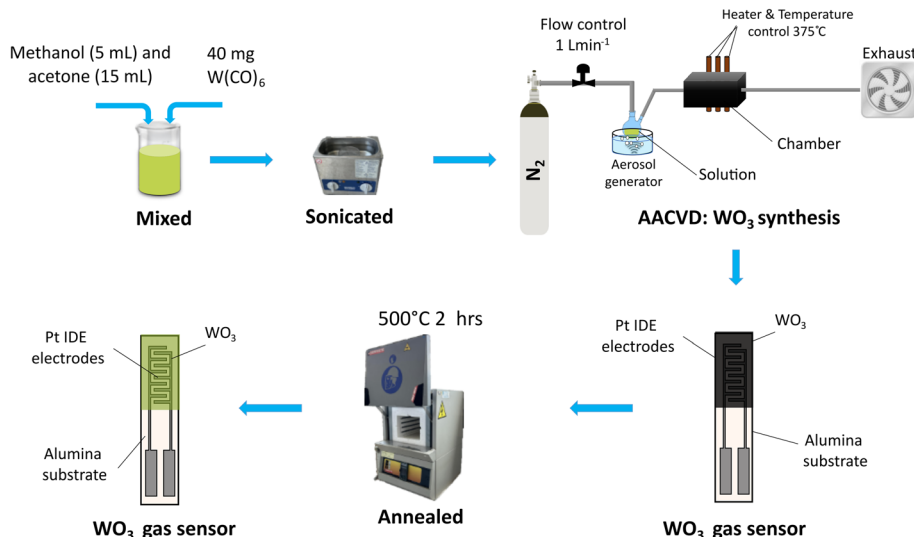 Methanol (5 mL) and
acetone (15 mL)
40 mg
W(CO)₆
Mixed
Sonicated
Flow control
1 Lmin⁻¹
Heater & Temperature
control 375℃
Exhaust
N₂
Aerosol
generator
Solution
Chamber
AACVD: WO₃ synthesis
Pt IDE
electrodes
WO₃
Alumina
substrate
WO₃ gas sensor
500°C 2 hrs
Annealed
Pt IDE
electrodes
WO₃
Alumina
substrate
WO₃ gas sensor